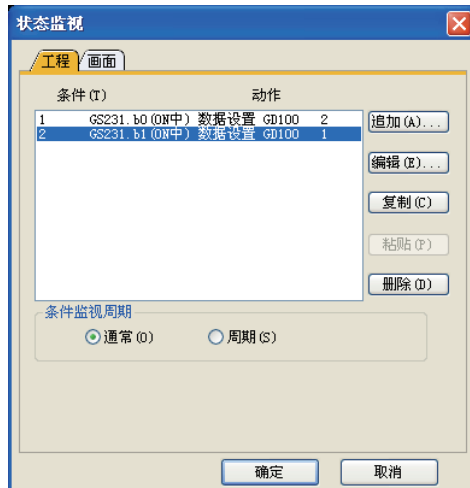 状态监视
工程 画面
条件(T) 动作
1 GS231.b0(ON中) 数据设置 GD100 2
2 GS231.b1(ON中) 数据设置 GD100 1
追加(A)...
编辑(E)...
复制(C)
粘贴(P)
删除(D)
条件监视周期
通常(O) 周期(S)
确定 取消